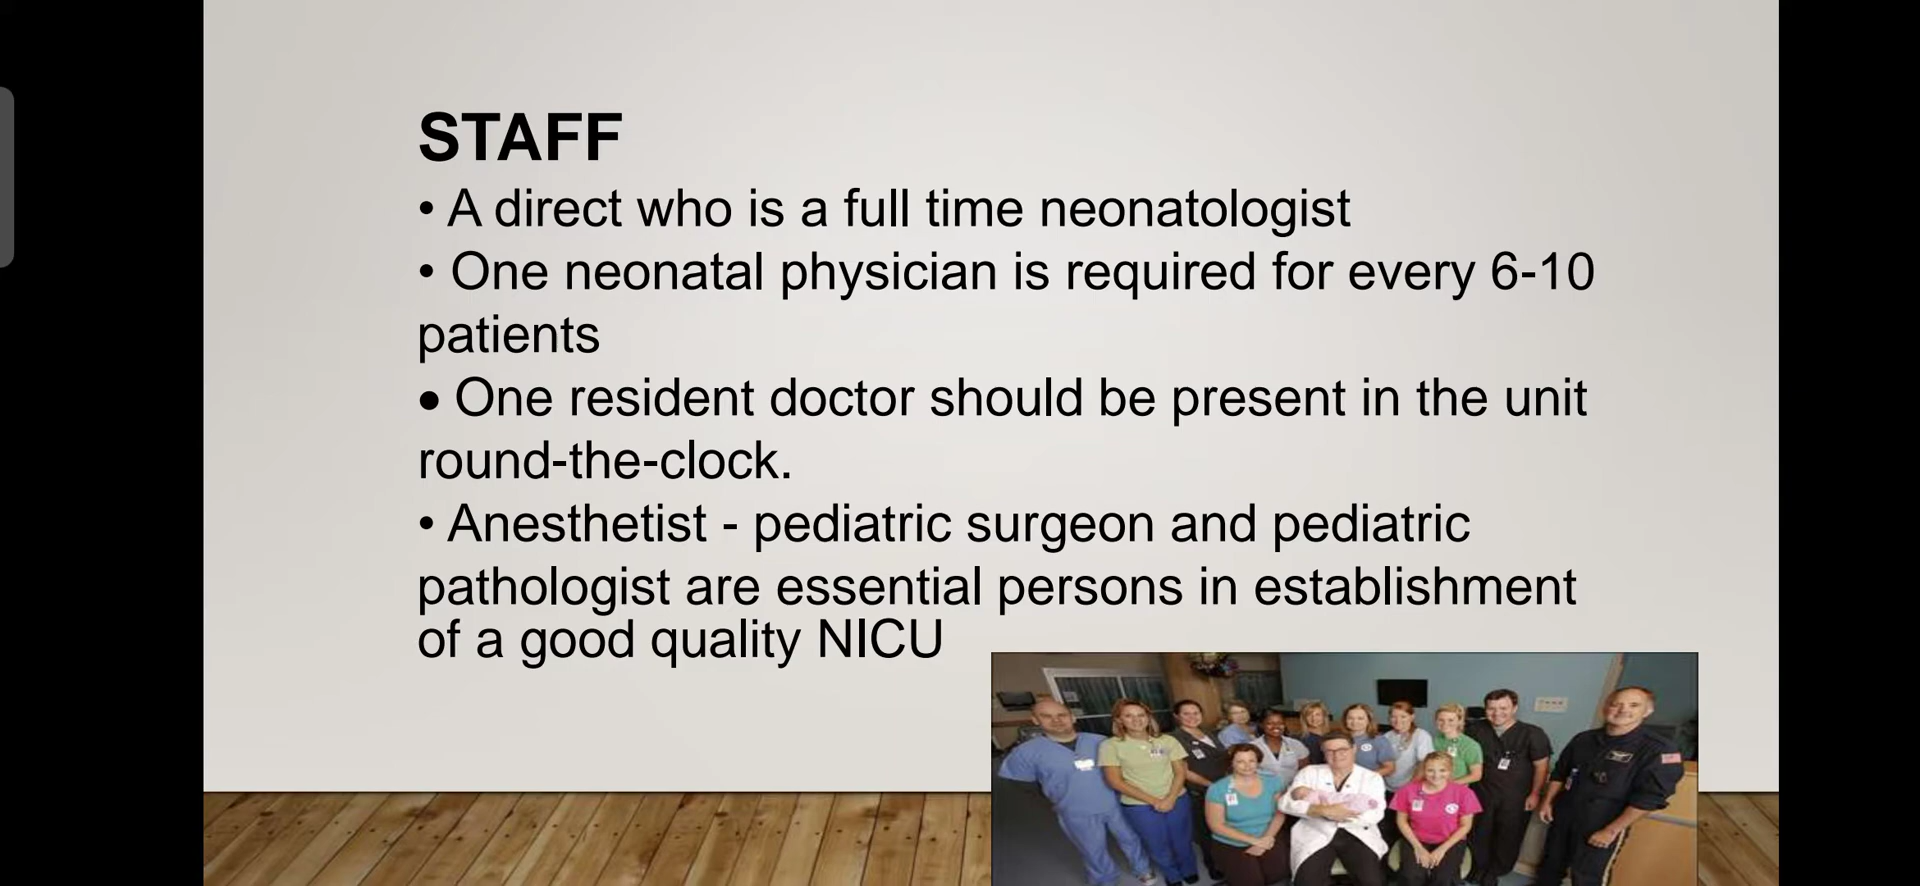 STAFF
• A direct who is a full time neonatologist
• One neonatal physician is required for every 6-10
patients
• One resident doctor should be present in the unit
round-the-clock.
• Anesthetist - pediatric surgeon and pediatric
pathologist are essential persons in establishment
of a good quality NICU